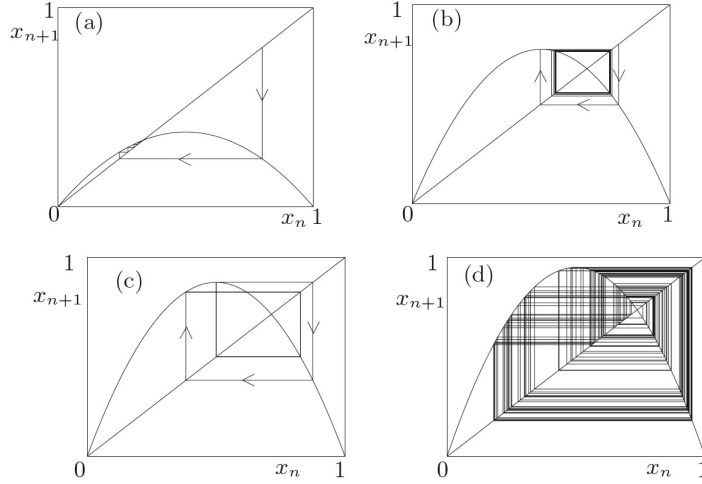 1
(a)
x_{n+1}
0
x_n
1
1
(b)
x_{n+1}
0
x_n
1
1
(c)
x_{n+1}
0
x_n
1
1
(d)
x_{n+1}
0
x_n
1